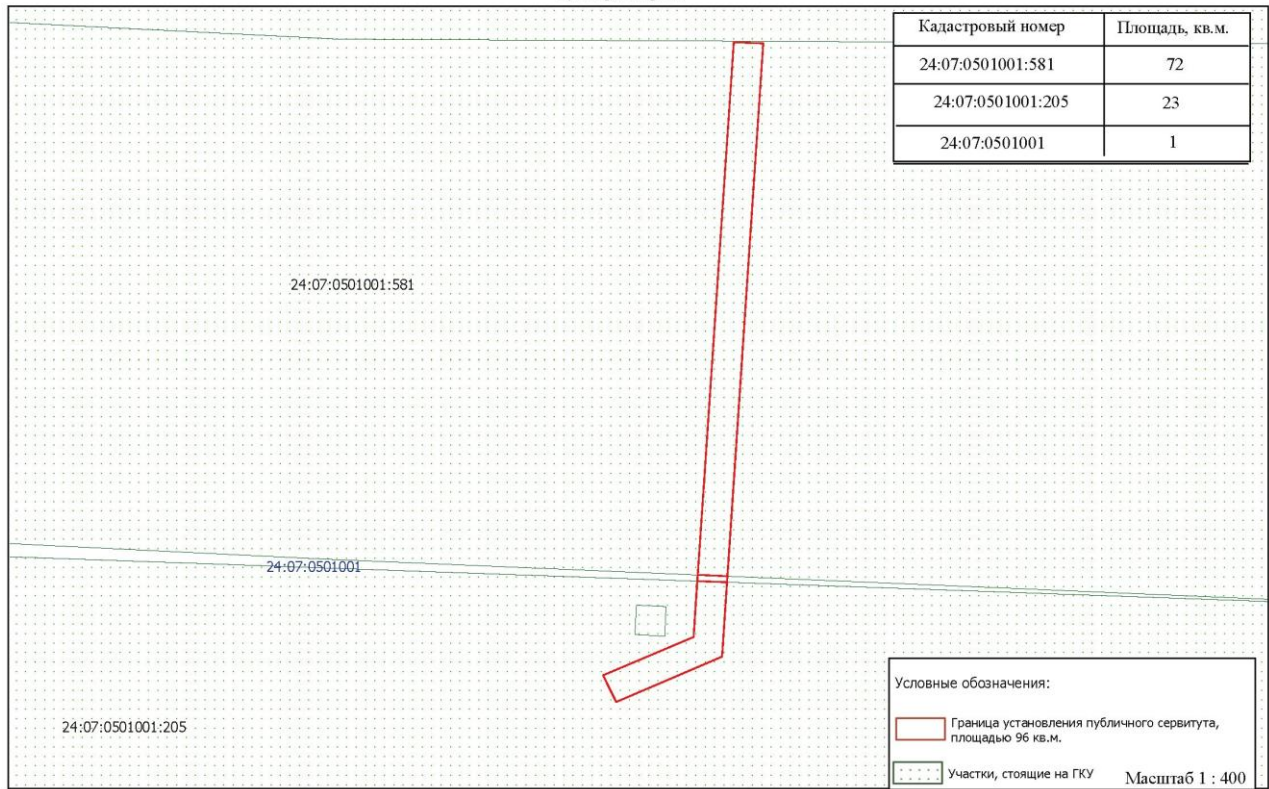 Кадастровый номер Площадь, кв.м.
24:07:0501001:581 72
24:07:0501001:205 23
24:07:0501001 1
24:07:0501001:581
24:07:0501001
24:07:0501001:205
Условные обозначения:
Граница установления публичного сервитута,
площадью 96 кв.м.
Участки, стоящие на ГКУ
Масштаб 1 : 400